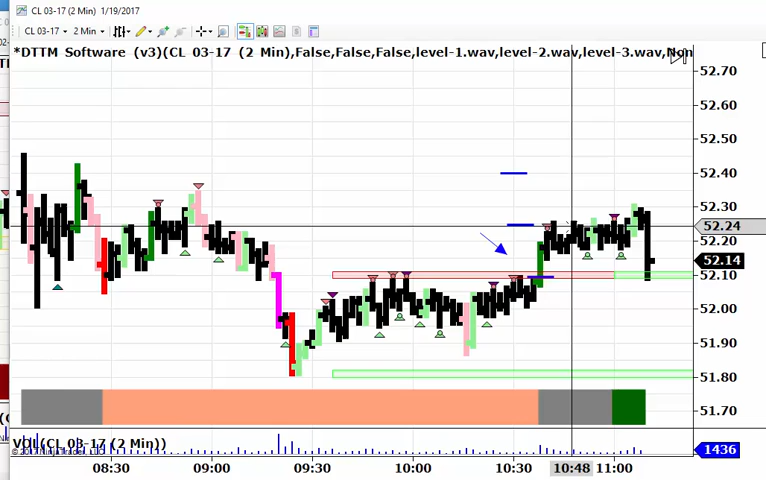 CL 03-17 (2 Min) 1/19/2017
CL 03-17 2 Min
*DTTM Software (v3)(CL 03-17 (2 Min),False,False,False,level-1.wav,level-2.wav,level-3.wav,Non
52.70
52.60
52.50
52.40
52.30
52.24
52.20
52.14
52.10
52.00
51.90
51.80
51.70
VOL(CL 03-17 (2 Min))
1436
08:30 09:00 09:30 10:00 10:30 10:48 11:00